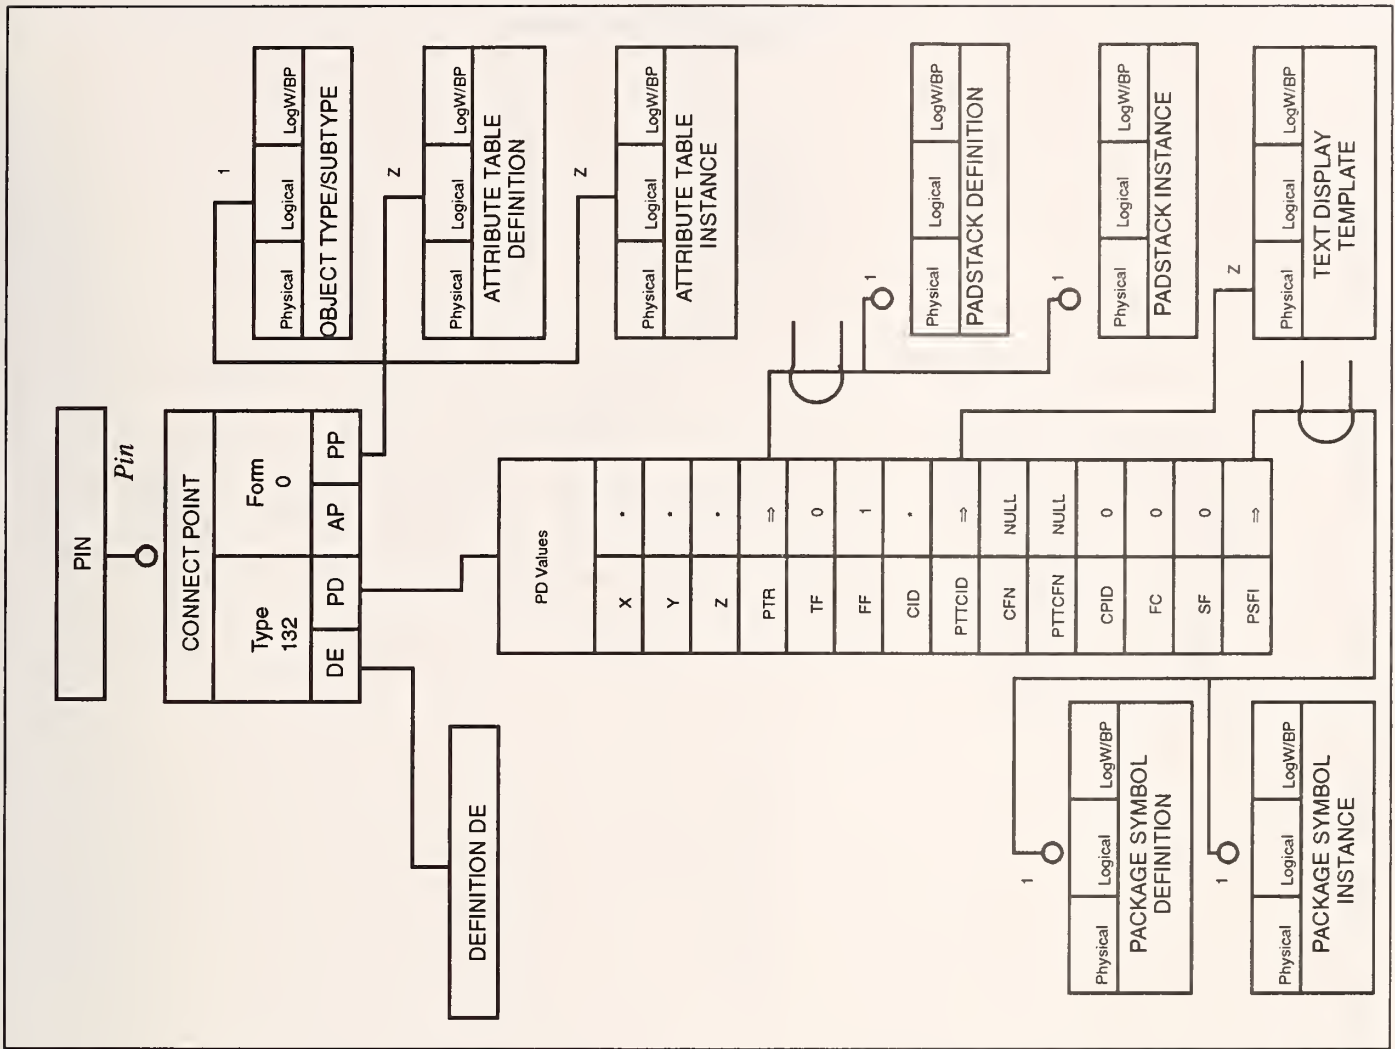 PIN
Pin
CONNECT POINT
Type
132
Form
0
DE
PD
AP
PP
DEFINITION DE
PD Values
X *
Y *
Z *
PTR ⇒
TF 0
FF 1
CID *
PTTCID ⇒
CFN NULL
PTTCFN NULL
CPID 0
FC 0
SF 0
PSFI ⇒
1
Physical Logical LogW/BP
OBJECT TYPE/SUBTYPE
Z
Physical Logical LogW/BP
ATTRIBUTE TABLE
DEFINITION
Z
Physical Logical LogW/BP
ATTRIBUTE TABLE
INSTANCE
1
Physical Logical LogW/BP
PADSTACK DEFINITION
1
Physical Logical LogW/BP
PADSTACK INSTANCE
Z
Physical Logical LogW/BP
TEXT DISPLAY
TEMPLATE
1
Physical Logical LogW/BP
PACKAGE SYMBOL
DEFINITION
1
Physical Logical LogW/BP
PACKAGE SYMBOL
INSTANCE